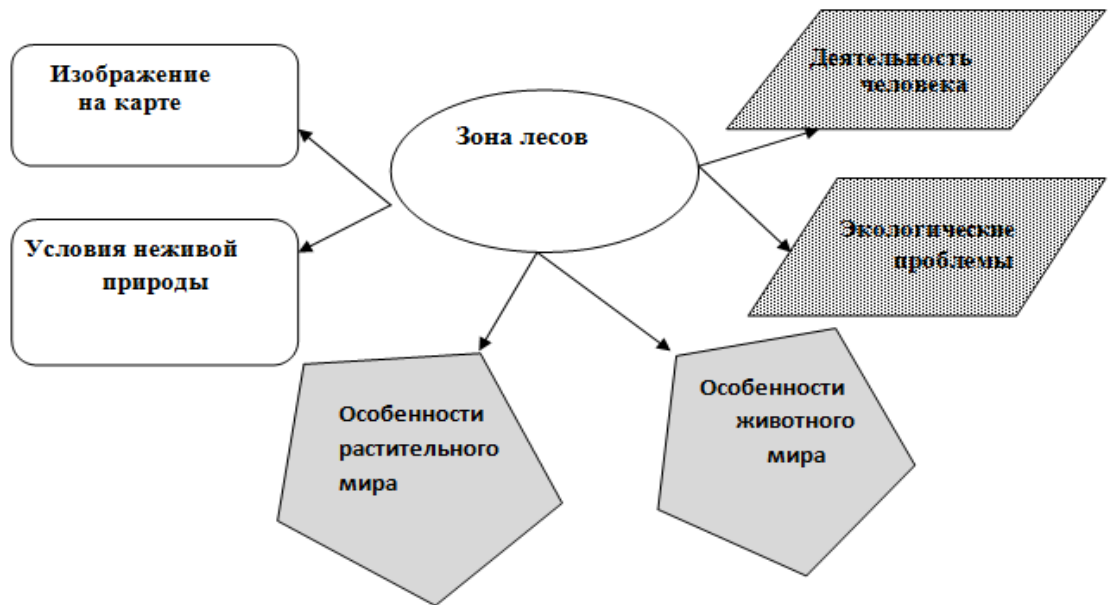 Изображение
на карте
Зона лесов
Деятельность
человека
Условия неживой
природы
Экологические
проблемы
Особенности
растительного
мира
Особенности
животного
мира